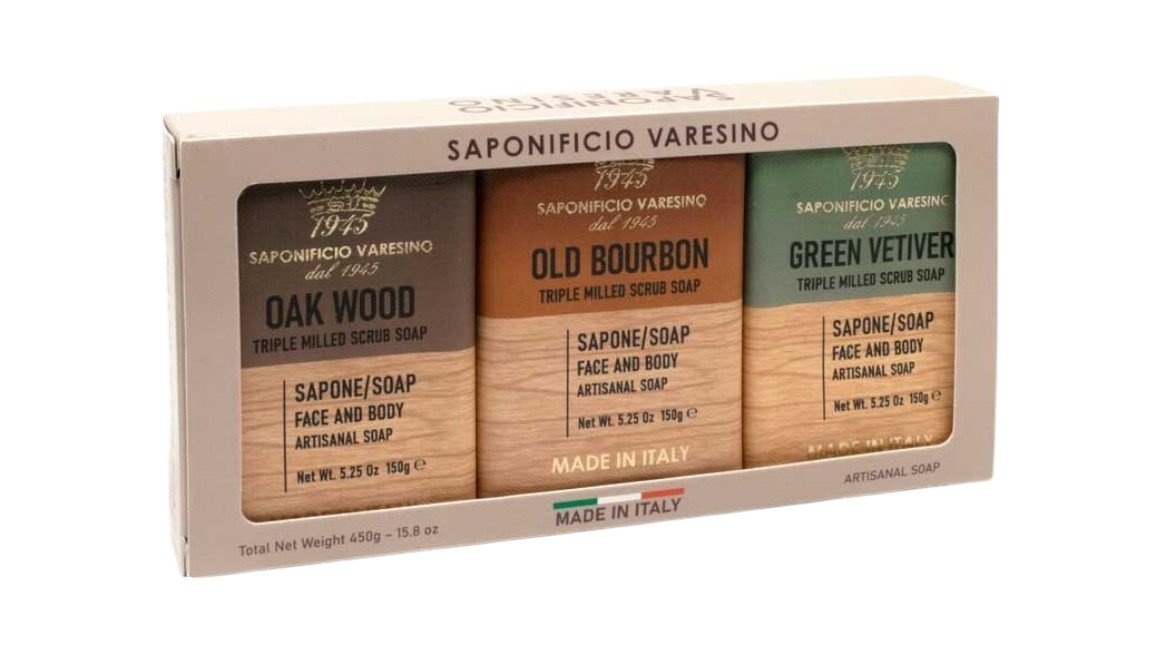 SAPONIFICIO
VARESINO
SAPONIFICIO VARESINO
1945
SAPONIFICIO VARESINO
dal 1945
OAK WOOD
TRIPLE MILLED SCRUB SOAP
SAPONE/SOAP
FACE AND BODY
ARTISANAL SOAP
Net Wt. 5.25 Oz 150g ℮
1945
SAPONIFICIO VARESINO
dal 1945
OLD BOURBON
TRIPLE MILLED SCRUB SOAP
SAPONE/SOAP
FACE AND BODY
ARTISANAL SOAP
Net Wt. 5.25 Oz 150g ℮
MADE IN ITALY
1945
SAPONIFICIO VARESINO
dal 1945
GREEN VETIVER
TRIPLE MILLED SCRUB SOAP
SAPONE/SOAP
FACE AND BODY
ARTISANAL SOAP
Net Wt. 5.25 Oz 150g ℮
MADE IN ITALY
Total Net Weight 450g – 15.8 oz
MADE IN ITALY
ARTISANAL SOAP